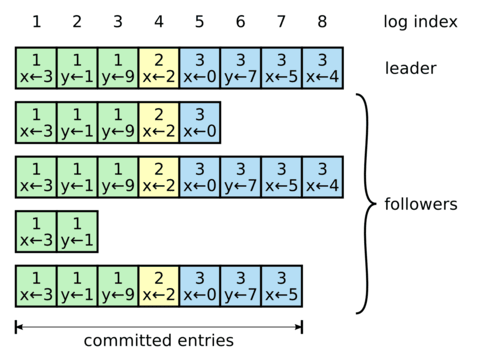 1 2 3 4 5 6 7 8 log index
1 1 1 2 3 3 3 3
x←3 y←1 y←9 x←2 x←0 y←7 x←5 x←4 leader
1 1 1 2 3
x←3 y←1 y←9 x←2 x←0
1 1 1 2 3 3 3 3
x←3 y←1 y←9 x←2 x←0 y←7 x←5 x←4
followers
1 1
x←3 y←1
1 1 1 2 3 3 3
x←3 y←1 y←9 x←2 x←0 y←7 x←5
committed entries